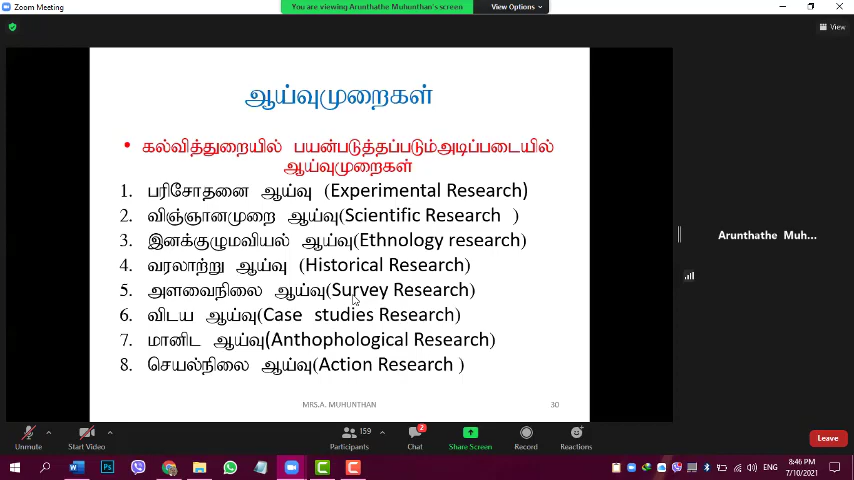 Zoom Meeting
You are viewing Arunthathe Muhunthan's screen
View Options
View
ஆய்வுமுறைகள்
• கல்வித்துறையில் பயன்படுத்தப்படும்அடிப்படையில்
ஆய்வுமுறைகள்
1. பரிசோதனை ஆய்வு (Experimental Research)
2. விஞ்ஞானமுறை ஆய்வு(Scientific Research )
3. இனக்குழுமவியல் ஆய்வு(Ethnology research)
4. வரலாற்று ஆய்வு (Historical Research)
5. அளவைநிலை ஆய்வு(Survey Research)
6. விடய ஆய்வு(Case studies Research)
7. மானிட ஆய்வு(Anthophological Research)
8. செயல்நிலை ஆய்வு(Action Research )
MRS.A. MUHUNTHAN 30
Arunthathe Muh...
Unmute
Start Video
159
Participants
2
Chat
Share Screen
Record
Reactions
Leave
ENG
8:46 PM
7/10/2021